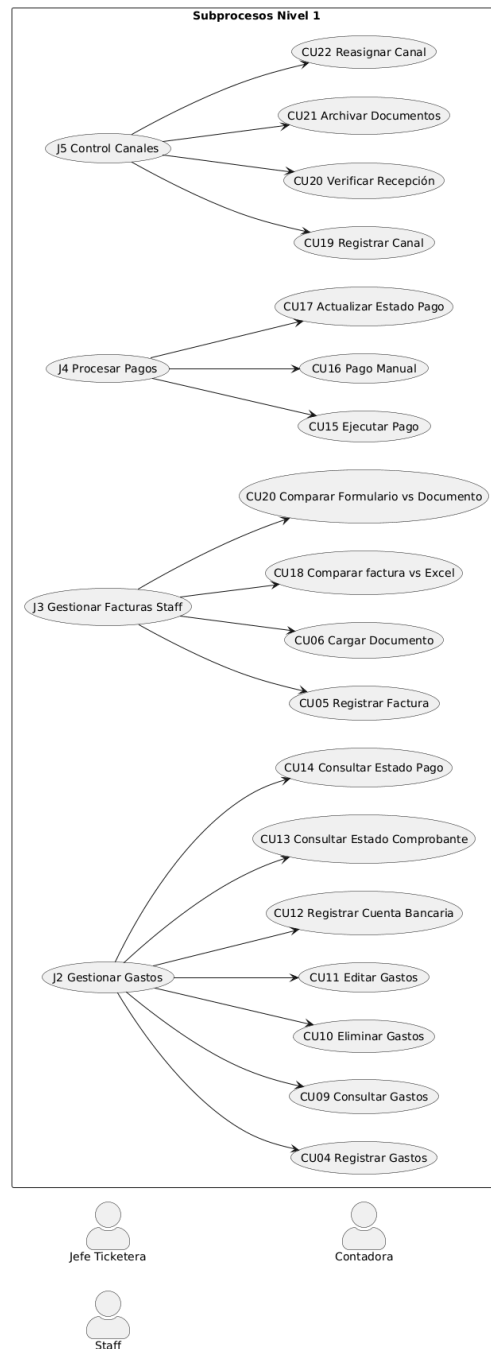 Subprocesos Nivel 1
CU22 Reasignar Canal
CU21 Archivar Documentos
J5 Control Canales
CU20 Verificar Recepción
CU19 Registrar Canal
CU17 Actualizar Estado Pago
J4 Procesar Pagos
CU16 Pago Manual
CU15 Ejecutar Pago
CU20 Comparar Formulario vs Documento
CU18 Comparar factura vs Excel
J3 Gestionar Facturas Staff
CU06 Cargar Documento
CU05 Registrar Factura
CU14 Consultar Estado Pago
CU13 Consultar Estado Comprobante
CU12 Registrar Cuenta Bancaria
J2 Gestionar Gastos
CU11 Editar Gastos
CU10 Eliminar Gastos
CU09 Consultar Gastos
CU04 Registrar Gastos
Jefe Ticketera
Contadora
Staff